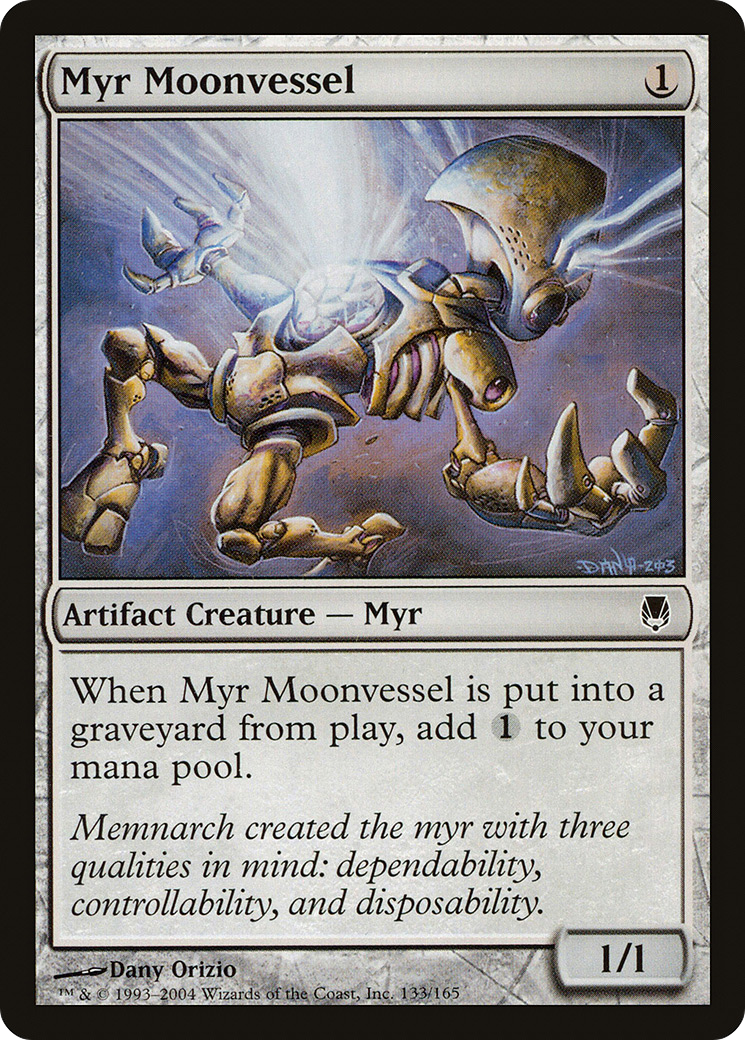 Myr Moonvessel 1
DANY-203
Artifact Creature — Myr
When Myr Moonvessel is put into a
graveyard from play, add 1 to your
mana pool.
Memnarch created the myr with three
qualities in mind: dependability,
controllability, and disposability.
1/1
Dany Orizio
™ & © 1993–2004 Wizards of the Coast, Inc. 133/165